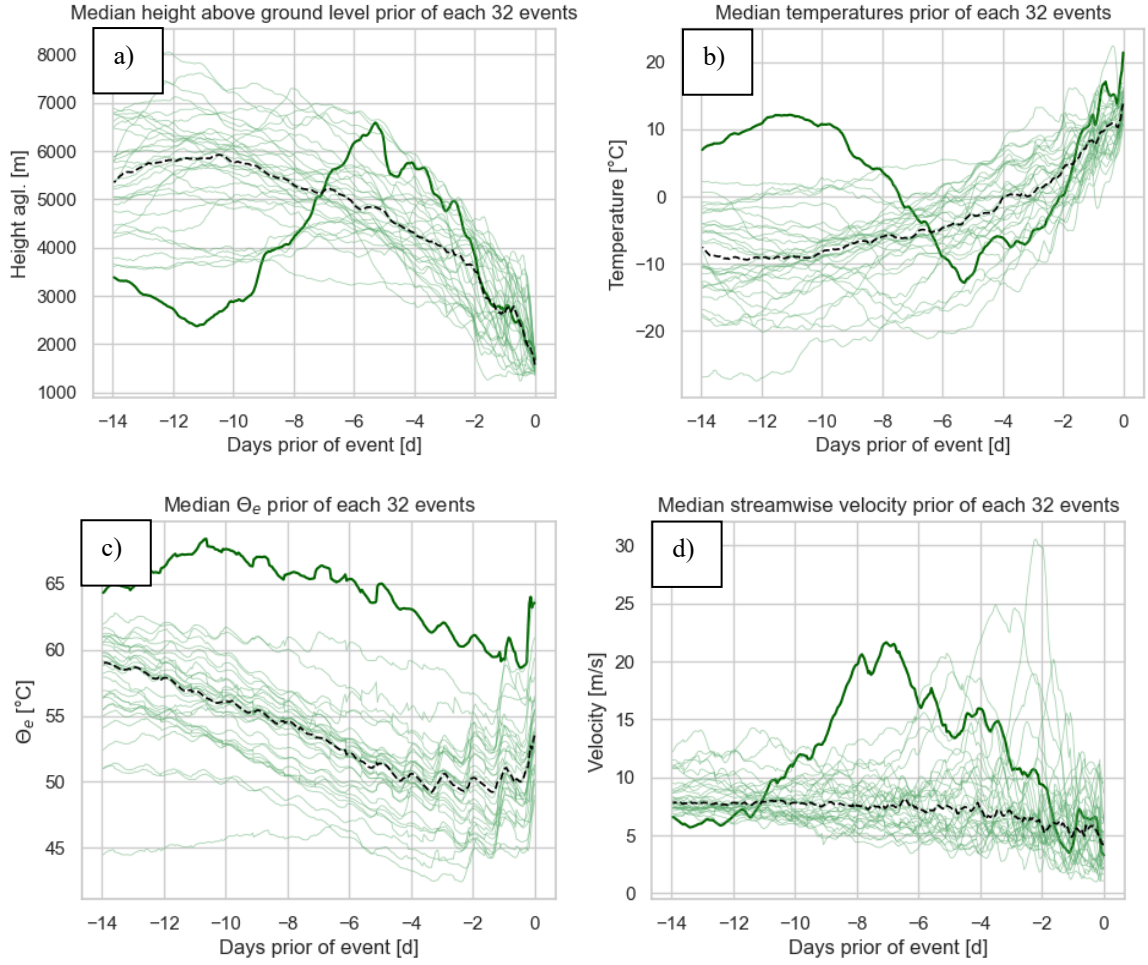 Median height above ground level prior of each 32 events
a)
8000
7000
6000
5000
4000
3000
2000
1000
Height agl. [m]
−14 −12 −10 −8 −6 −4 −2 0
Days prior of event [d]
Median temperatures prior of each 32 events
b)
20
10
0
−10
−20
Temperature [°C]
−14 −12 −10 −8 −6 −4 −2 0
Days prior of event [d]
Median Θₑ prior of each 32 events
c)
65
60
55
50
45
Θₑ [°C]
−14 −12 −10 −8 −6 −4 −2 0
Days prior of event [d]
Median streamwise velocity prior of each 32 events
d)
30
25
20
15
10
5
0
Velocity [m/s]
−14 −12 −10 −8 −6 −4 −2 0
Days prior of event [d]